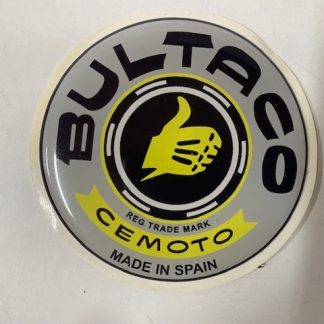 BULTACO
REG TRADE MARK
CEMOTO
MADE IN SPAIN